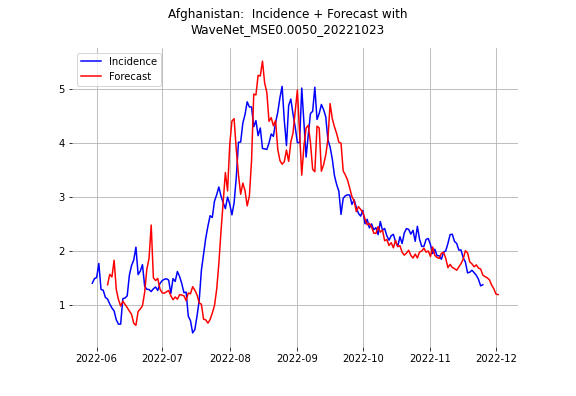 Afghanistan:  Incidence + Forecast with
WaveNet_MSE0.0050_20221023
Incidence
Forecast
5
4
3
2
1
2022-06 2022-07 2022-08 2022-09 2022-10 2022-11 2022-12